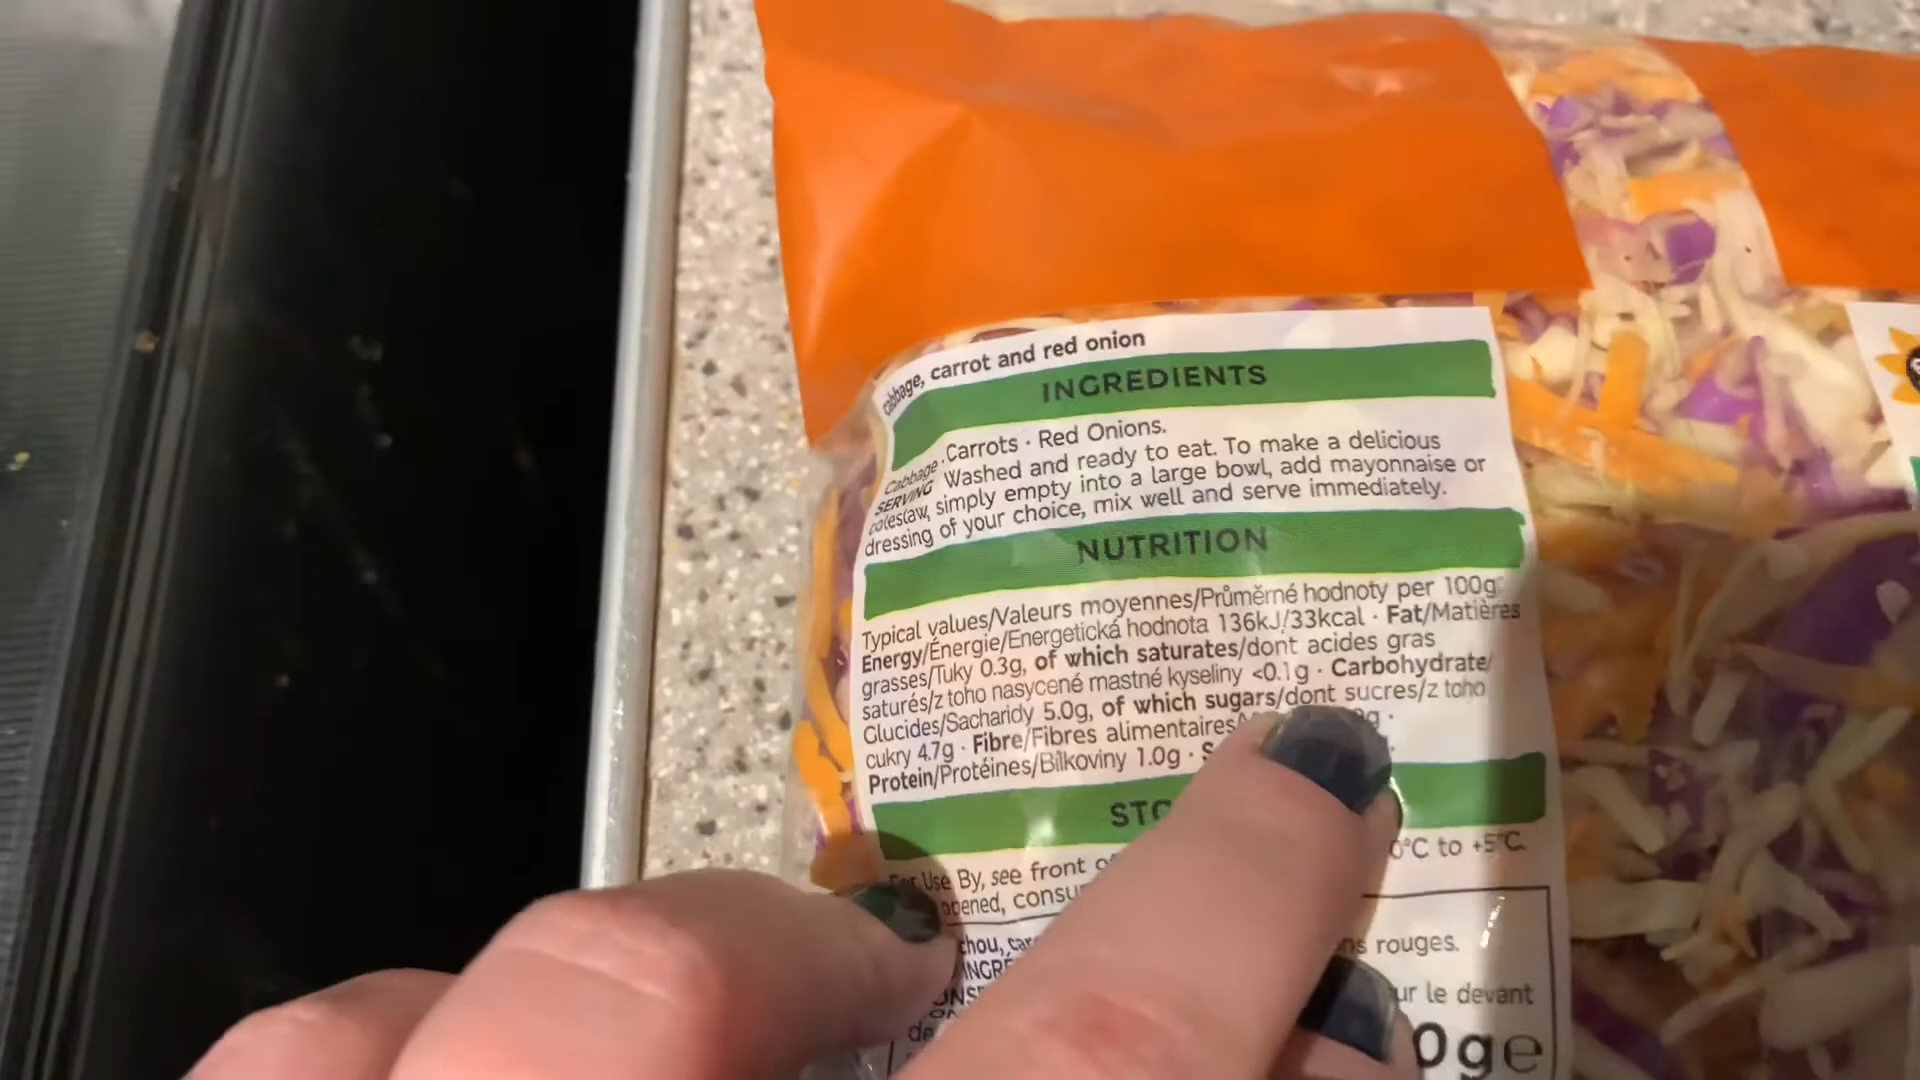 cabbage, carrot and red onion
INGREDIENTS
Cabbage · Carrots · Red Onions.
SERVING Washed and ready to eat. To make a delicious
coleslaw, simply empty into a large bowl, add mayonnaise or
dressing of your choice, mix well and serve immediately.
NUTRITION
Typical values/Valeurs moyennes/Průměrné hodnoty per 100g
Energy/Énergie/Energetická hodnota 136kJ/33kcal · Fat/Matières
grasses/Tuky 0.3g, of which saturates/dont acides gras
saturés/z toho nasycené mastné kyseliny <0.1g · Carbohydrate/
Glucides/Sacharidy 5.0g, of which sugars/dont sucres/z toho
cukry 4.7g · Fibre/Fibres alimentaires/
Protein/Protéines/Bílkoviny 1.0g ·
For Use By, see front 0°C to +5°C.
chou, rouges.
ur le devant
0g e